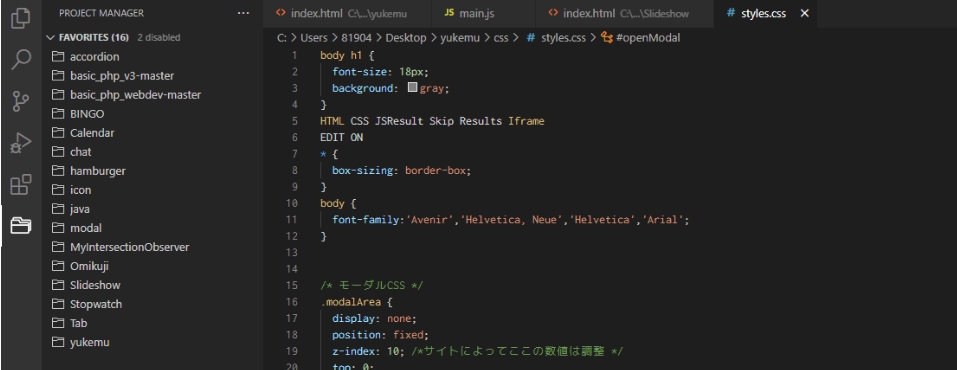 PROJECT MANAGER ···
FAVORITES (16) 2 disabled
accordion
basic_php_v3-master
basic_php_webdev-master
BINGO
Calendar
chat
hamburger
icon
java
modal
MyIntersectionObserver
Omikuji
Slideshow
Stopwatch
Tab
yukemu
<> index.html C:\...\yukemu JS main.js <> index.html C:\...\Slideshow # styles.css ×
C: > Users > 81904 > Desktop > yukemu > css > # styles.css > #openModal
1 body h1 {
2 font-size: 18px;
3 background: gray;
4 }
5 HTML CSS JSResult Skip Results Iframe
6 EDIT ON
7 * {
8 box-sizing: border-box;
9 }
10 body {
11 font-family:'Avenir','Helvetica, Neue','Helvetica','Arial';
12 }
13
14
15 /* モーダルCSS */
16 .modalArea {
17 display: none;
18 position: fixed;
19 z-index: 10; /*サイトによってここの数値は調整 */
20 top: 0;